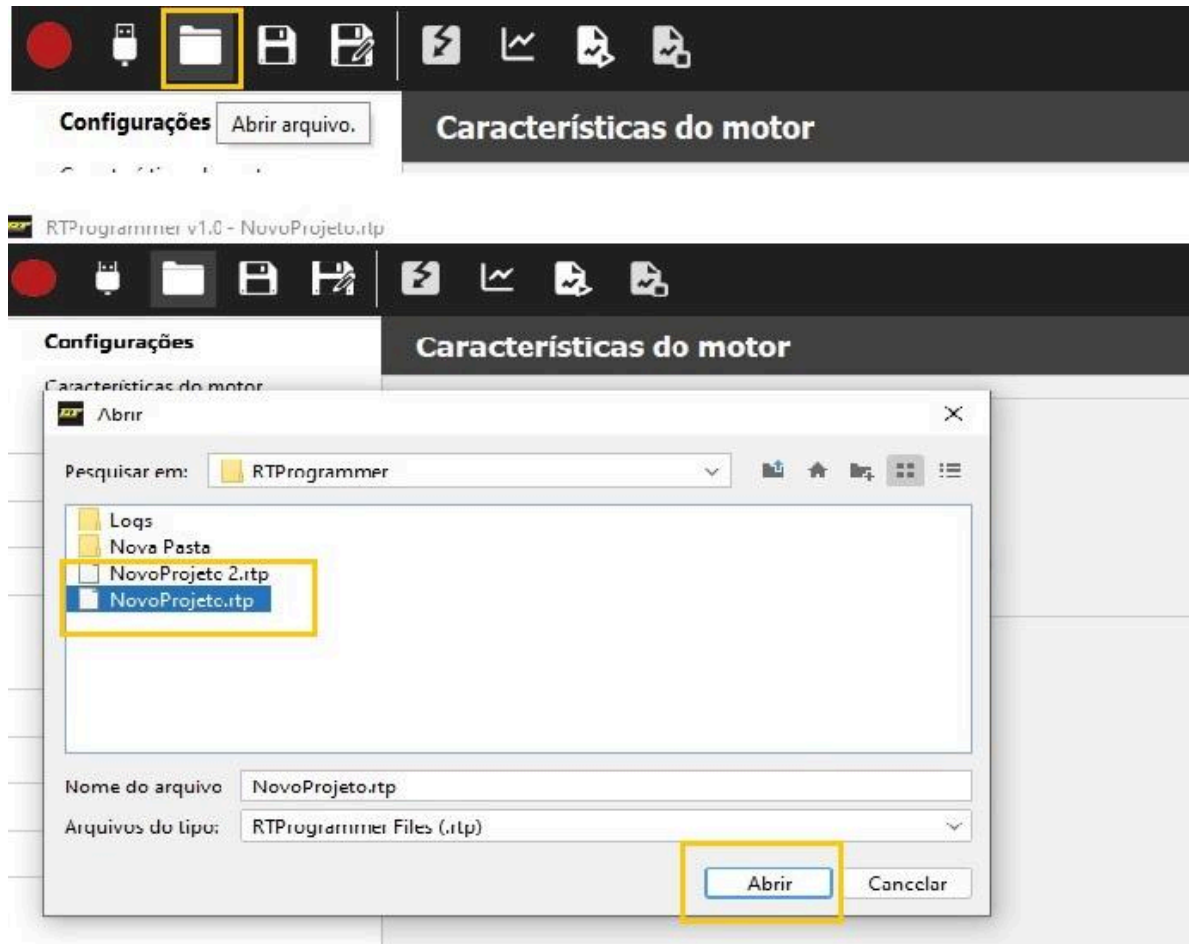 Configurações
Abrir arquivo.
Características do motor
RTProgrammer v1.0 - NovoProjeto.rtp
Configurações
Características do motor
Características do motor
Abrir
Pesquisar em:
RTProgrammer
Logs
Nova Pasta
NovoProjeto 2.rtp
NovoProjeto.rtp
Nome do arquivo
NovoProjeto.rtp
Arquivos do tipo:
RTProgrammer Files (.rtp)
Abrir
Cancelar